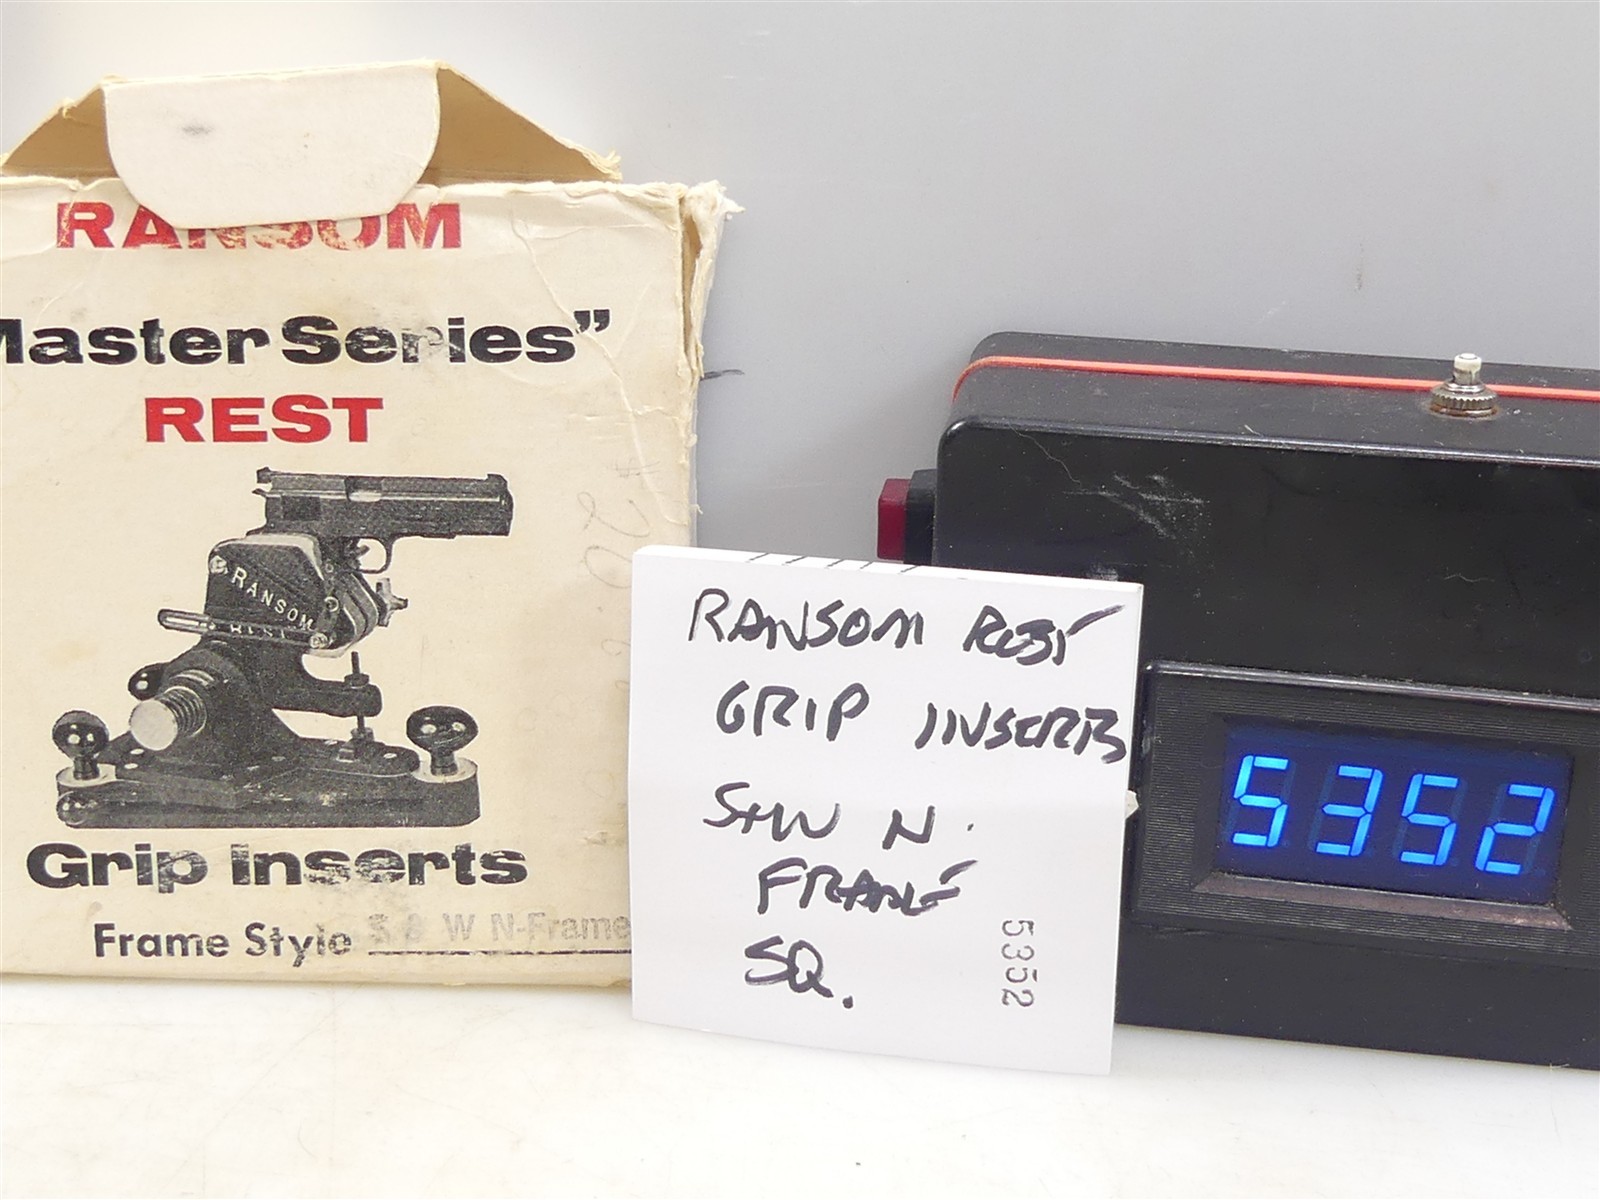 RANSOM
Master Series”
REST
RANSOM
REST
Grip Inserts
Frame Style S & W N-Frame
RANSOM REST
GRIP INSERTS
S+W N.
FRAME
SQ.
5352
5352